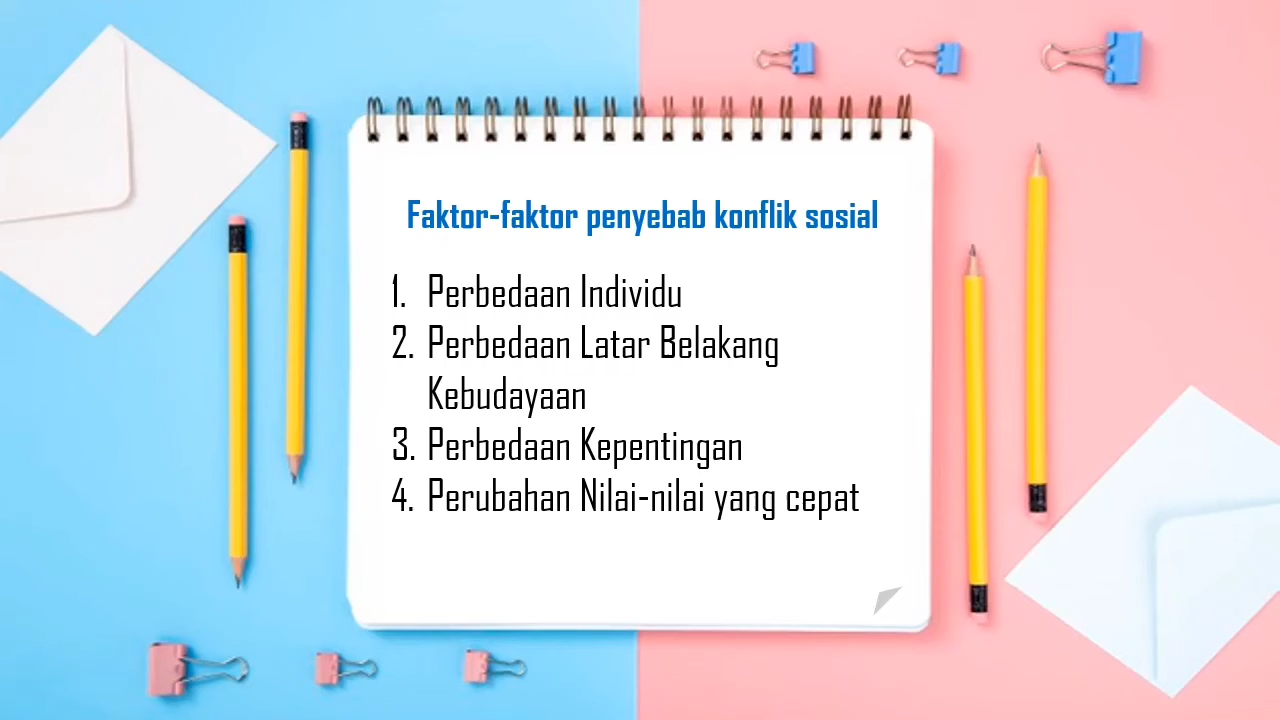 Faktor-faktor penyebab konflik sosial
1. Perbedaan Individu
2. Perbedaan Latar Belakang
Kebudayaan
3. Perbedaan Kepentingan
4. Perubahan Nilai-nilai yang cepat